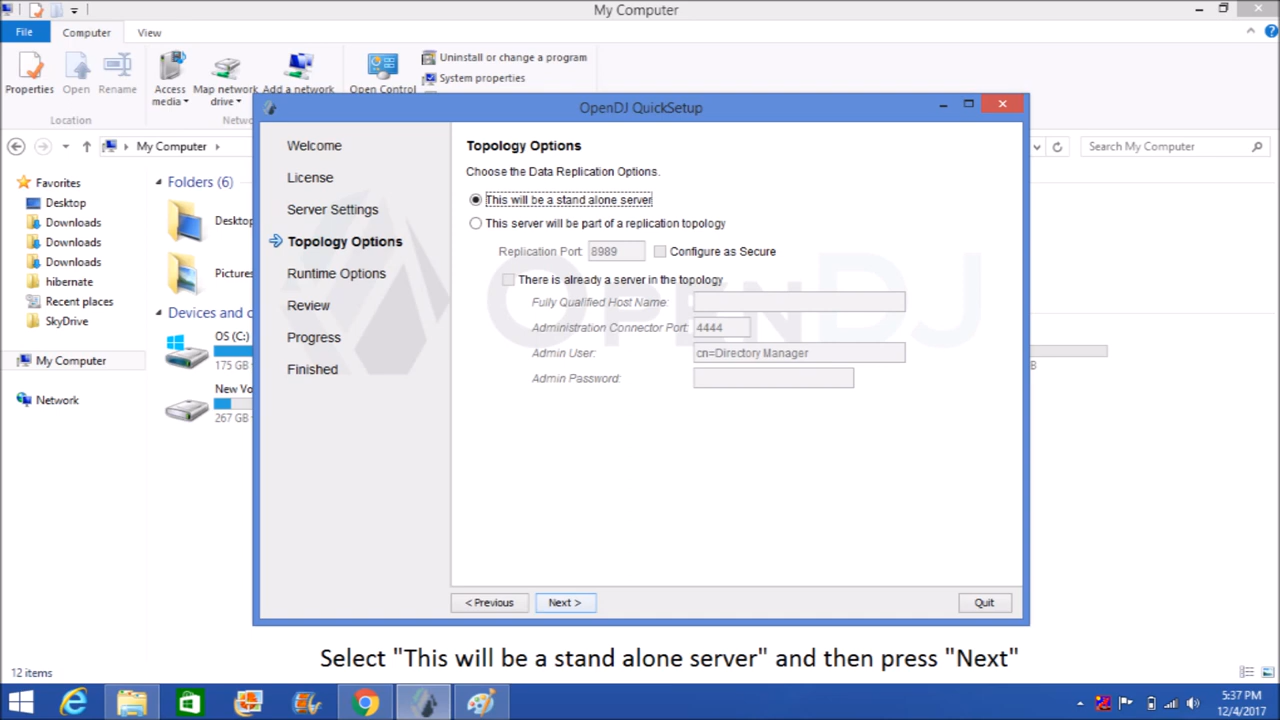 My Computer
File
Computer
View
Properties
Open
Rename
Access media
Map network drive
Add a network
Open Control
Uninstall or change a program
System properties
Location
Netw
My Computer
Search My Computer
Favorites
Desktop
Downloads
Downloads
Downloads
hibernate
Recent places
SkyDrive
My Computer
Network
Folders (6)
Desktop
Pictures
Devices and
OS (C:)
175 GB
New Vo
267 GB
B
OpenDJ QuickSetup
Welcome
License
Server Settings
Topology Options
Runtime Options
Review
Progress
Finished
OPENDJ
Topology Options
Choose the Data Replication Options.
This will be a stand alone server
This server will be part of a replication topology
Replication Port: 8989 Configure as Secure
There is already a server in the topology
Fully Qualified Host Name:
Administration Connector Port: 4444
Admin User: cn=Directory Manager
Admin Password:
< Previous
Next >
Quit
Select "This will be a stand alone server" and then press "Next"
12 items
5:37 PM
12/4/2017